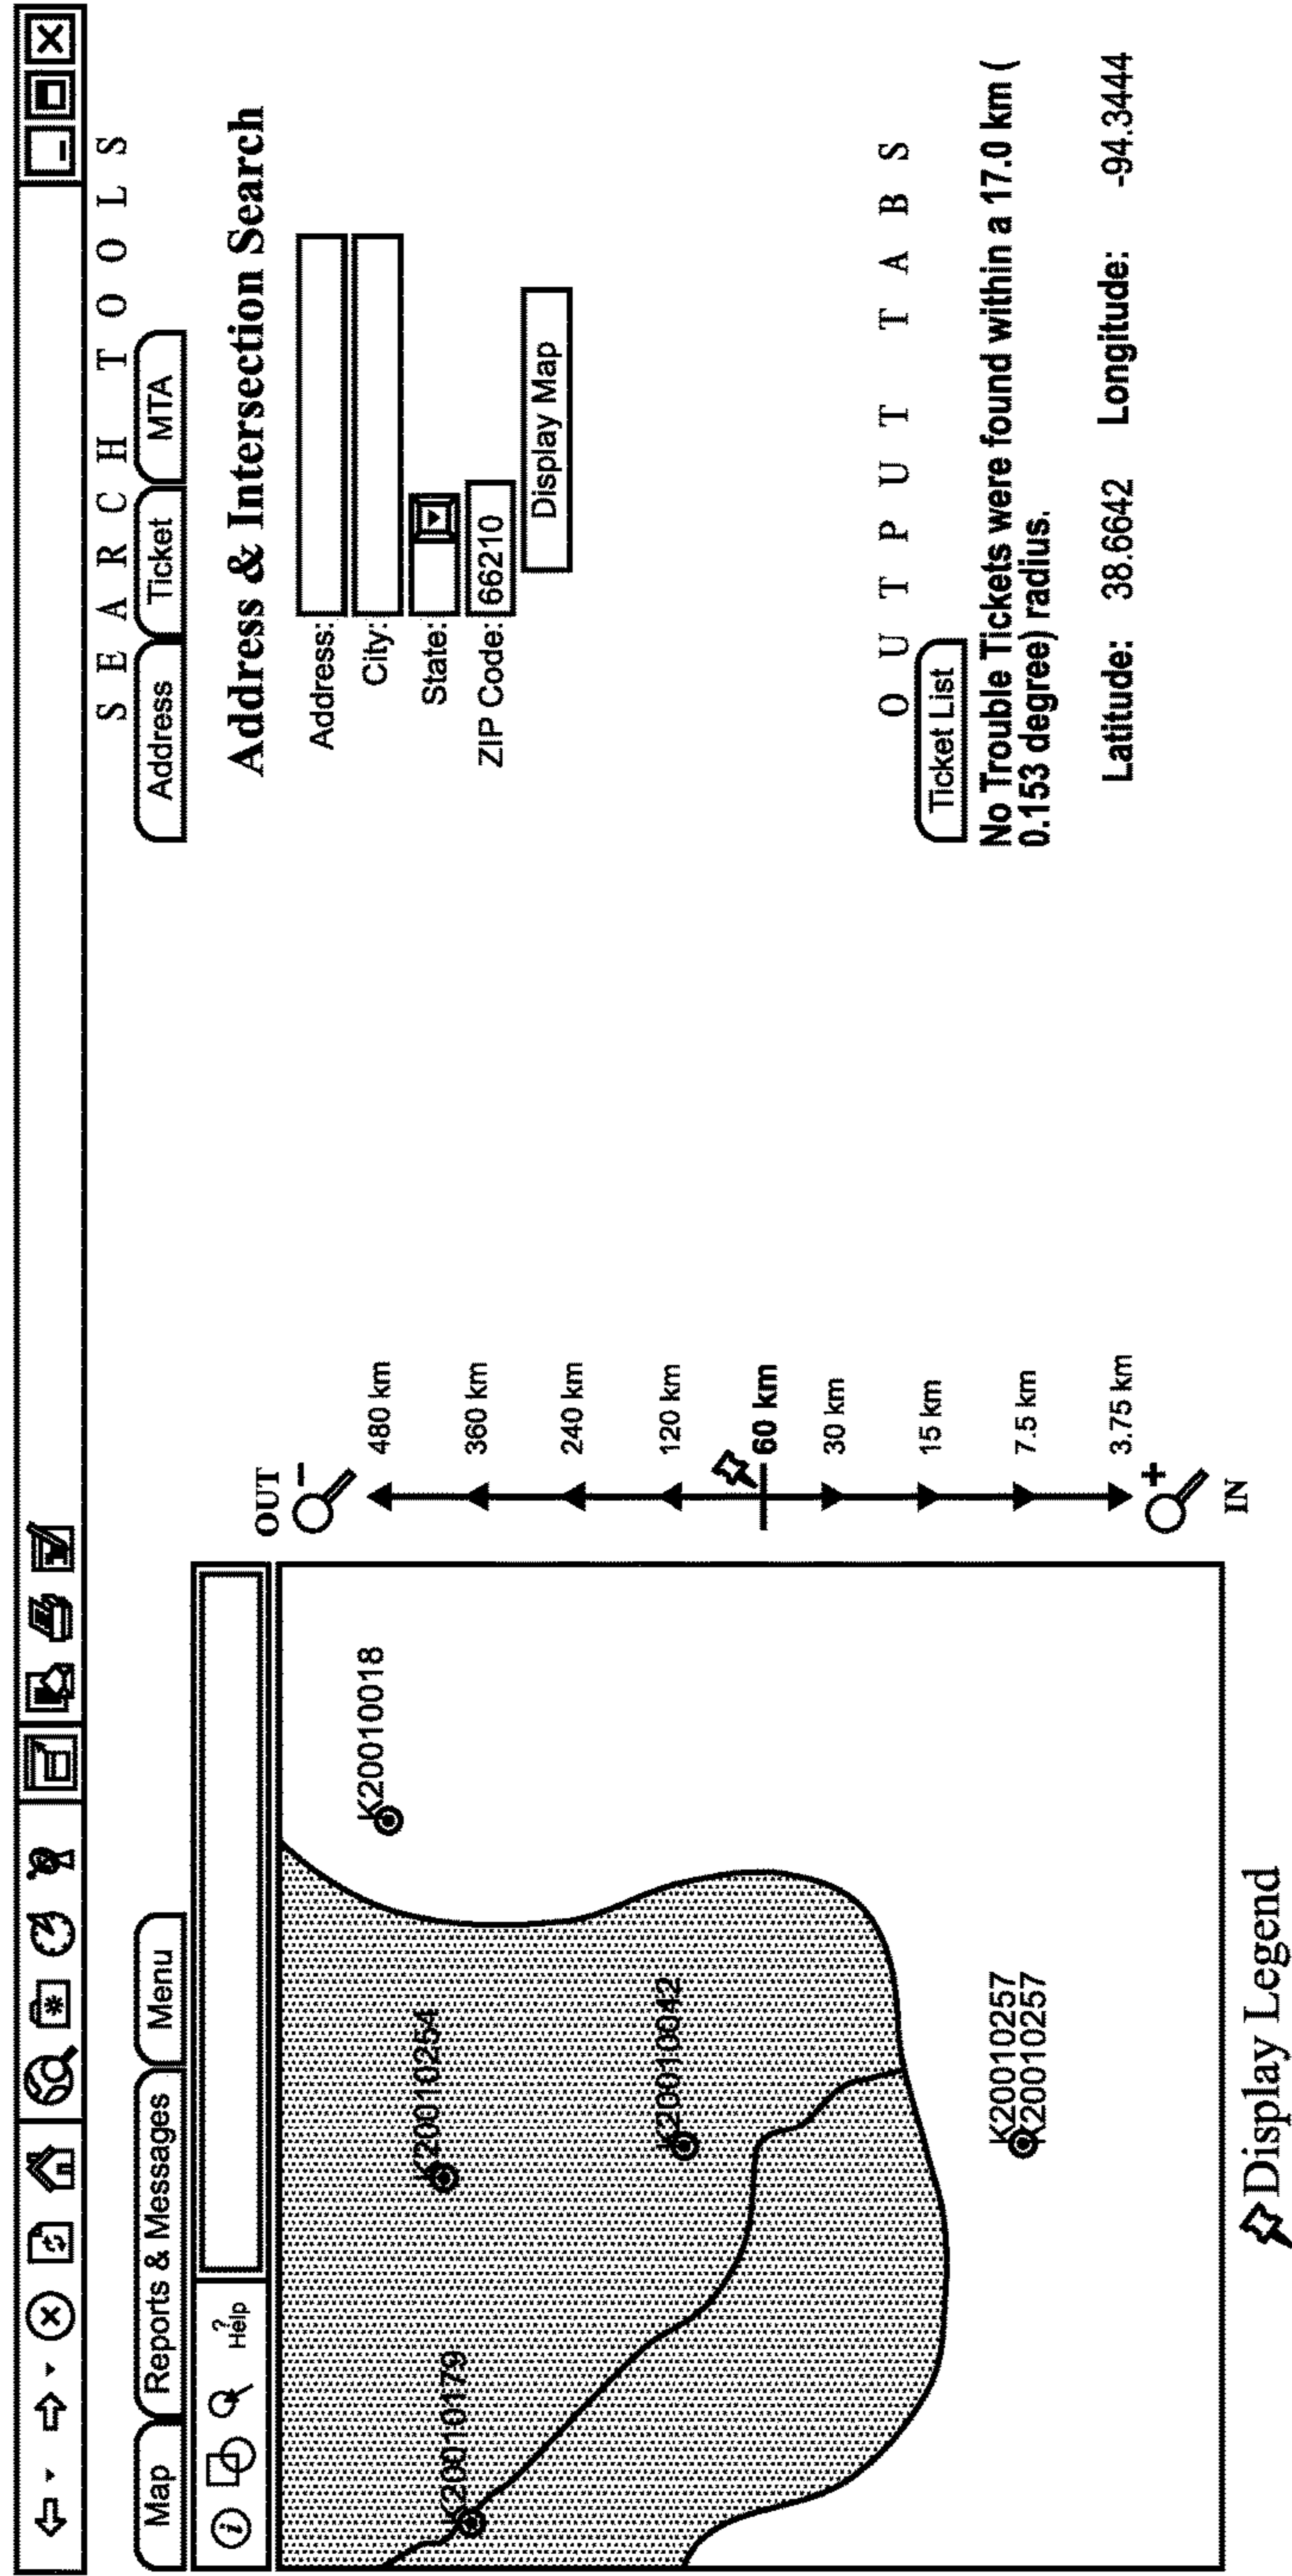 Map Reports & Messages Menu
i ? Help
K20010179
K20010254
K20010042
K20010018
K20010257
K20010257
Display Legend
OUT
480 km
360 km
240 km
120 km
60 km
30 km
15 km
7.5 km
3.75 km
IN
SEARCH TOOLS
Address Ticket MTA
Address & Intersection Search
Address:
City:
State:
ZIP Code: 66210
Display Map
OUTPUT TABS
Ticket List
No Trouble Tickets were found within a 17.0 km (
0.153 degree) radius.
Latitude: 38.6642 Longitude: -94.3444